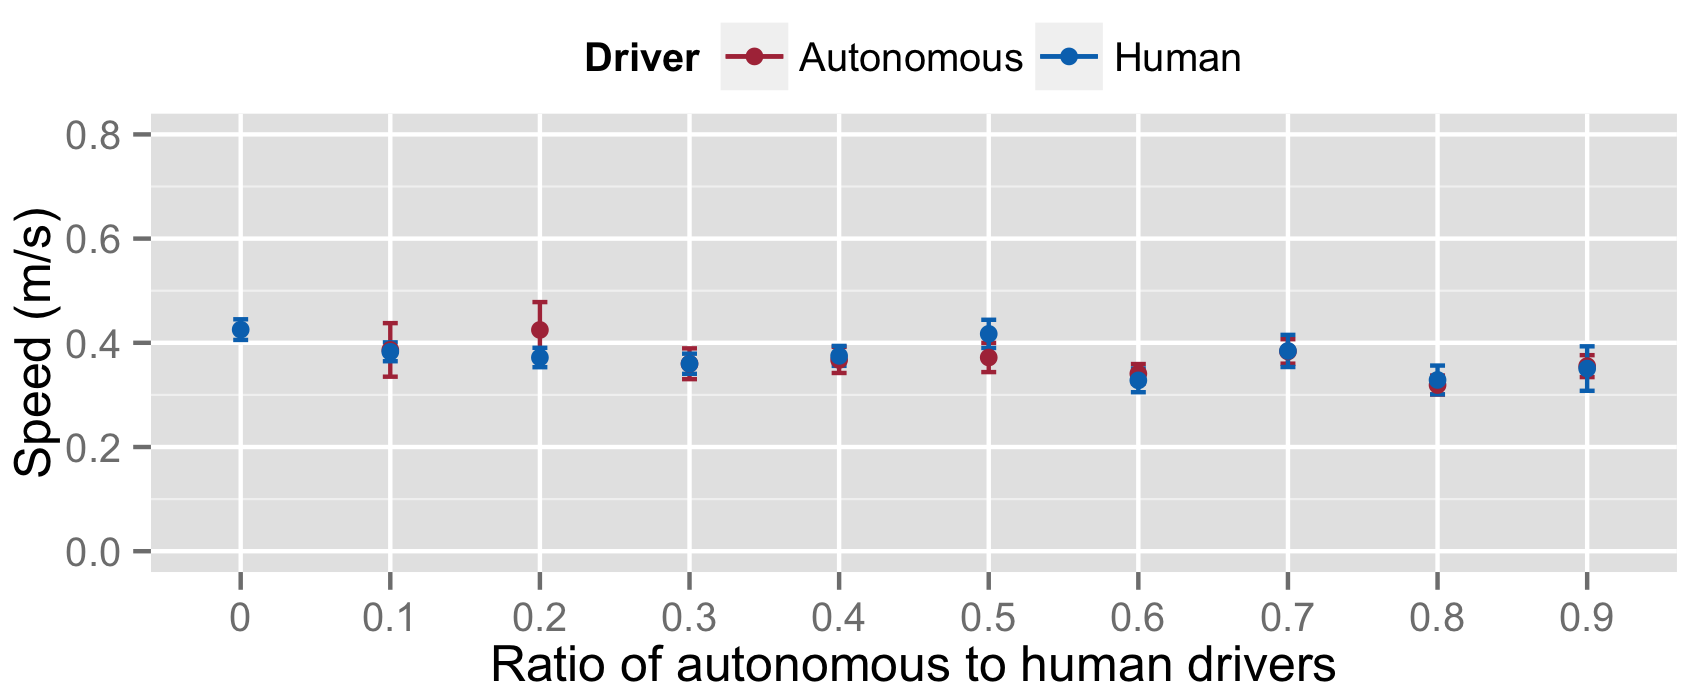 Driver Autonomous Human
0.8
0.6
0.4
0.2
0.0
Speed (m/s)
0 0.1 0.2 0.3 0.4 0.5 0.6 0.7 0.8 0.9
Ratio of autonomous to human drivers